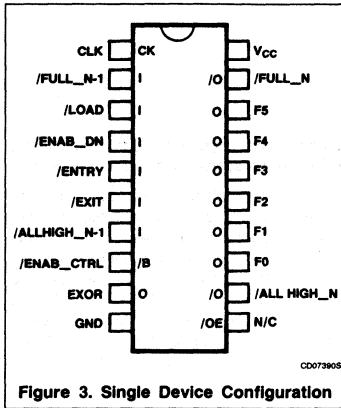 CLK CK VCC
/FULL_N-1 I /O /FULL_N
/LOAD I O F5
/ENAB_DN I O F4
/ENTRY I O F3
/EXIT I O F2
/ALLHIGH_N-1 I O F1
/ENAB_CTRL /B O F0
EXOR O /O /ALL HIGH_N
GND /OE N/C
CD07390S
Figure 3. Single Device Configuration